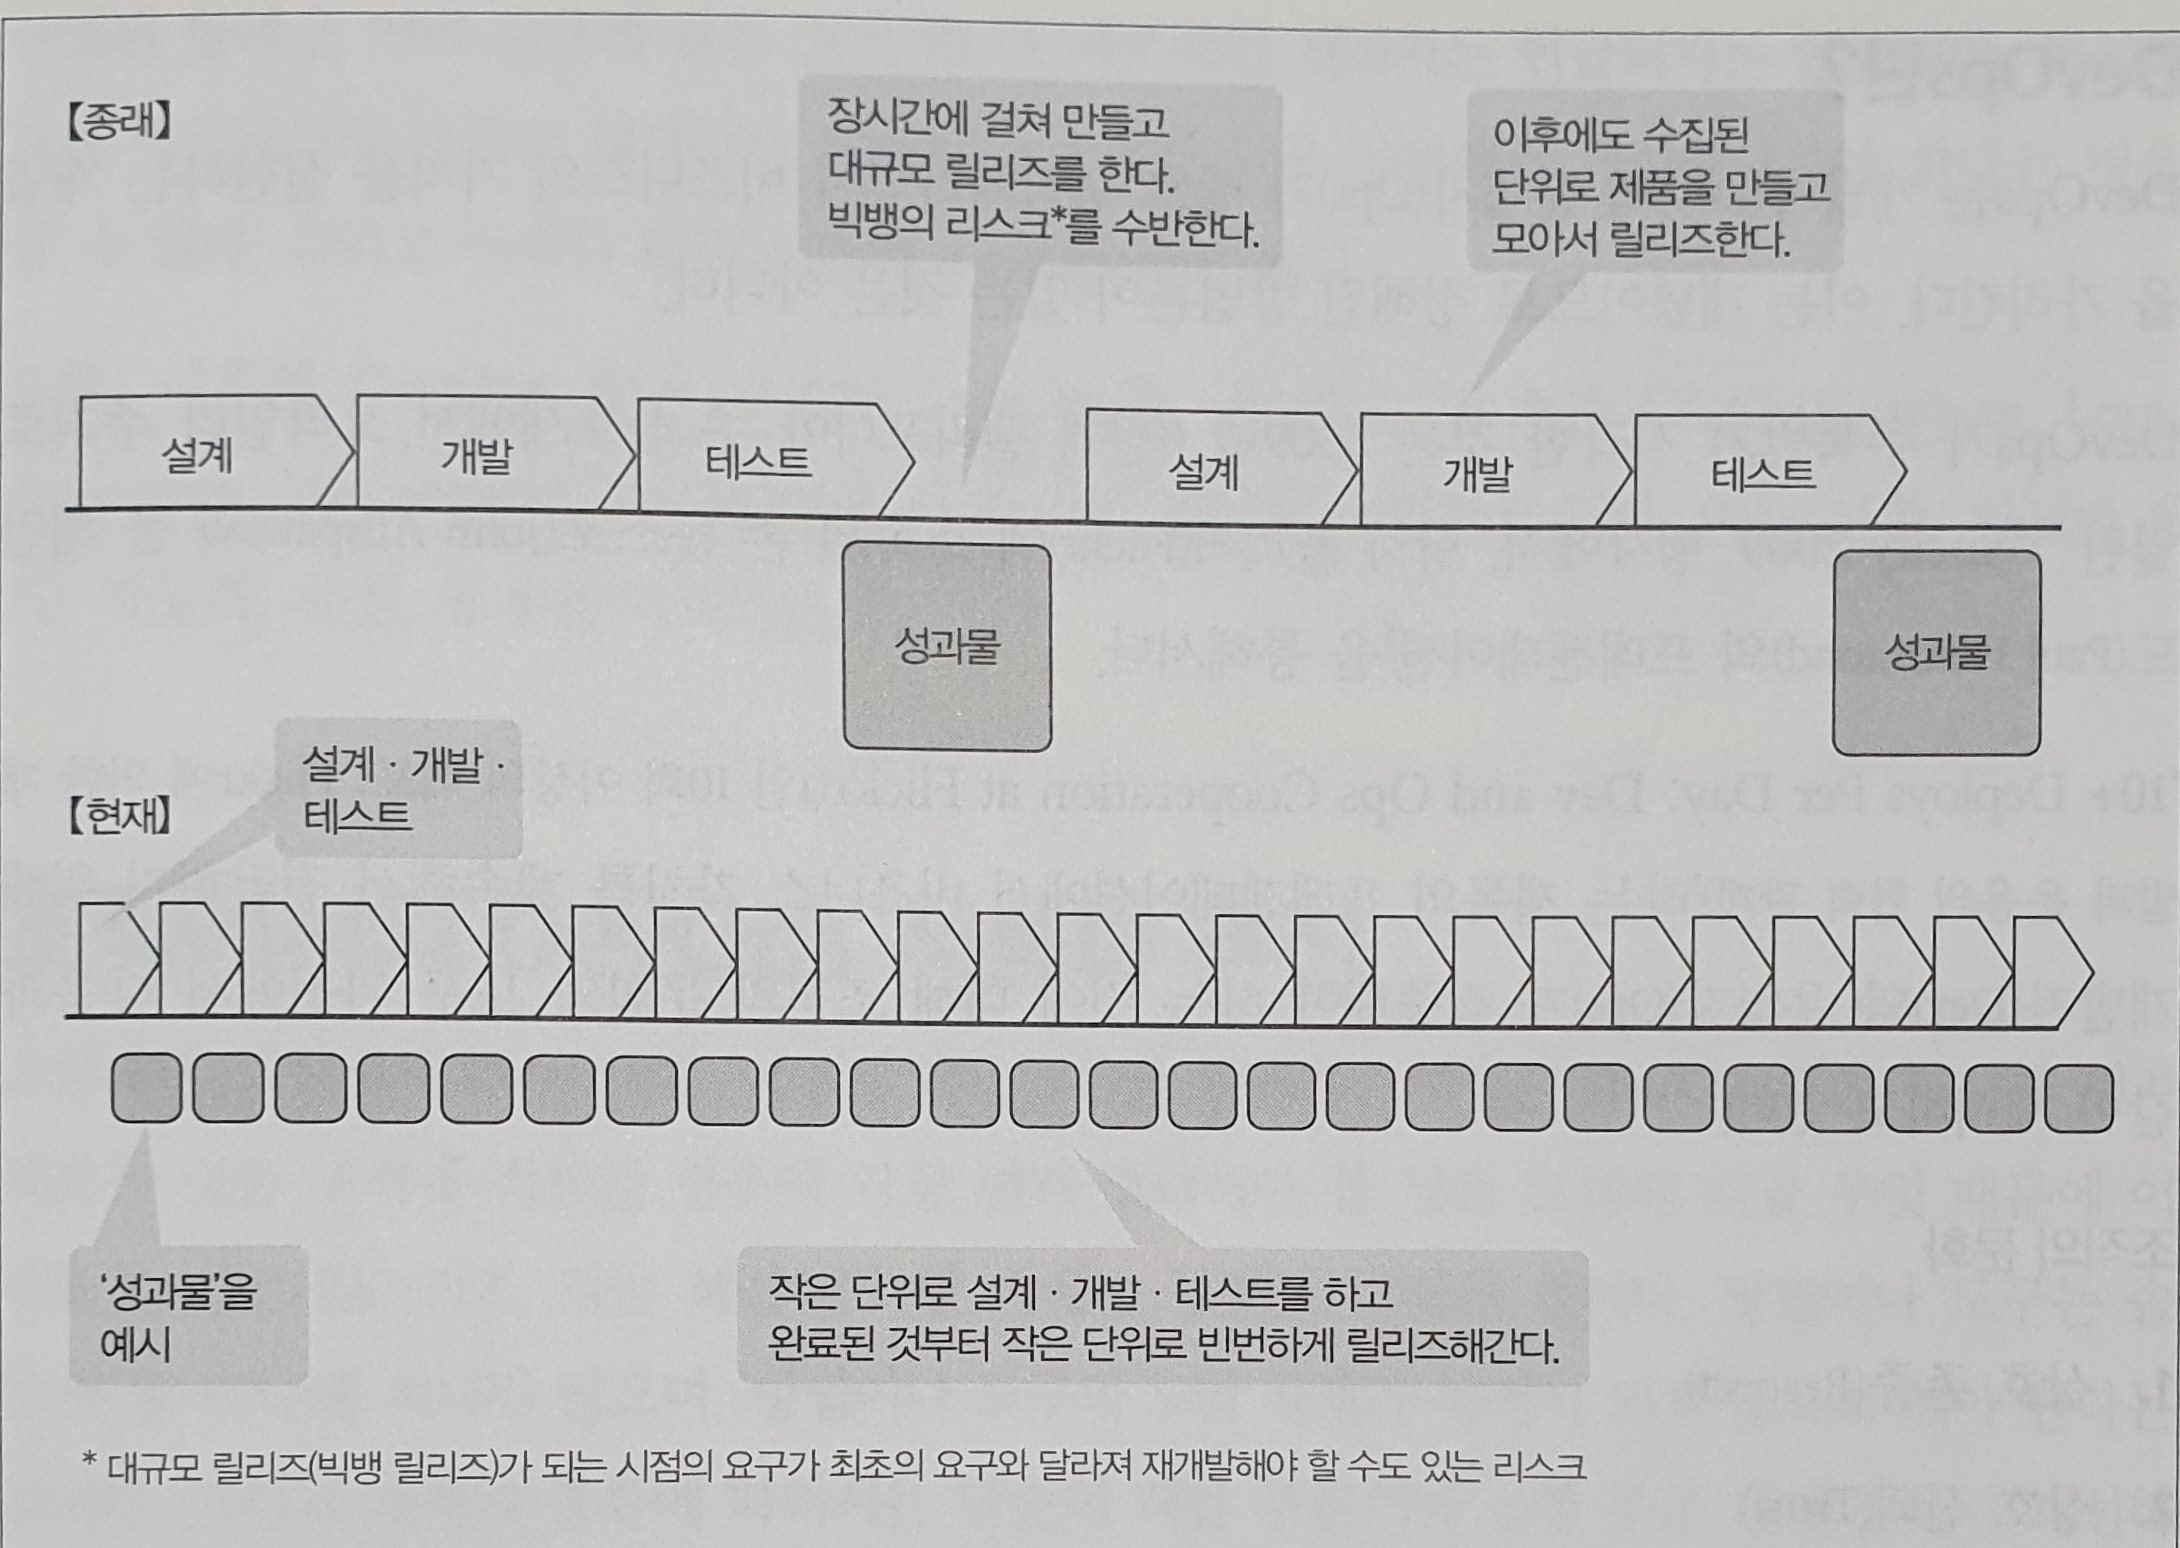 【종래】
장시간에 걸쳐 만들고
대규모 릴리즈를 한다.
빅뱅의 리스크*를 수반한다.
이후에도 수집된
단위로 제품을 만들고
모아서 릴리즈한다.
설계
개발
테스트
설계
개발
테스트
성과물
성과물
【현재】
설계 · 개발 ·
테스트
‘성과물’을
예시
작은 단위로 설계 · 개발 · 테스트를 하고
완료된 것부터 작은 단위로 빈번하게 릴리즈해간다.
* 대규모 릴리즈(빅뱅 릴리즈)가 되는 시점의 요구가 최초의 요구와 달라져 재개발해야 할 수도 있는 리스크